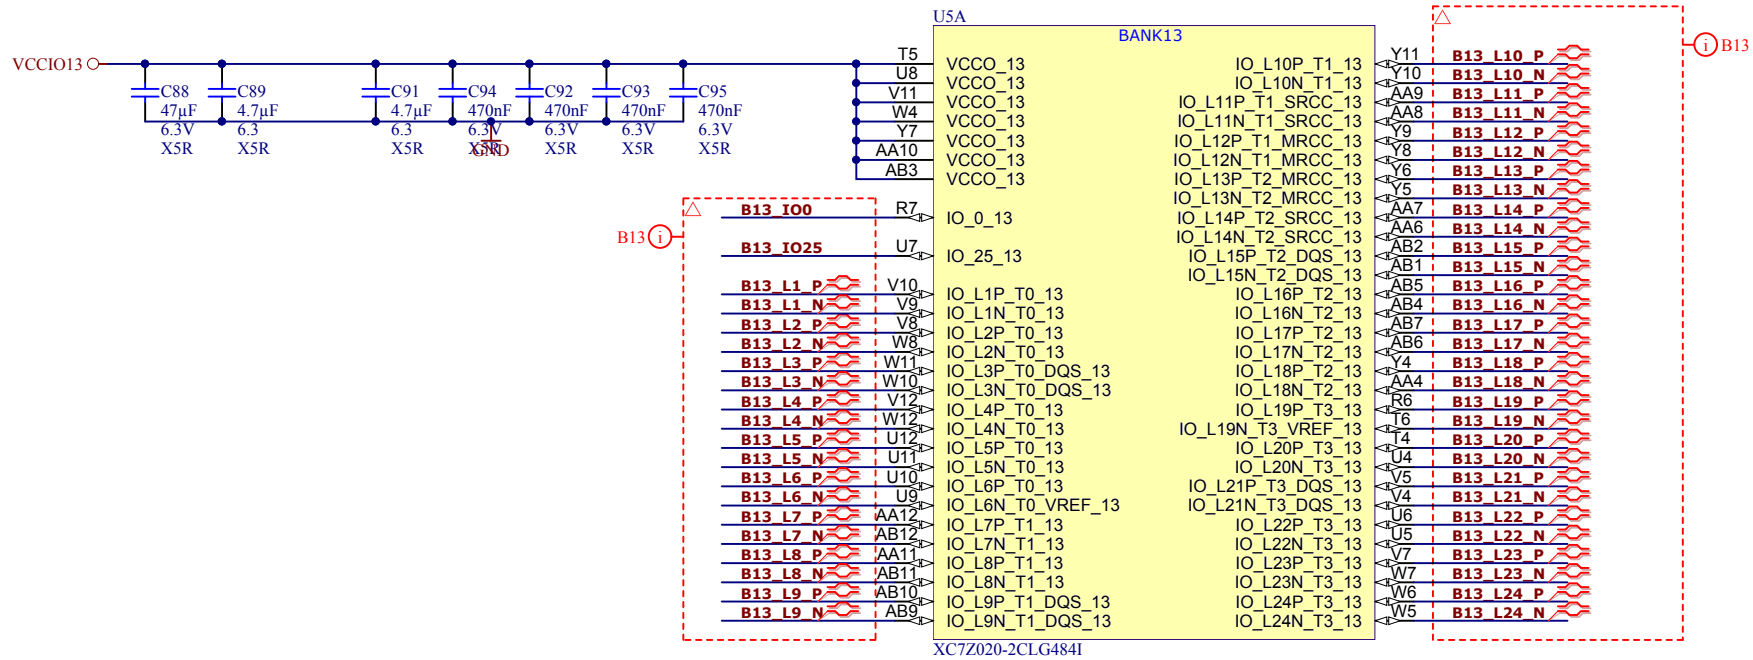 U5A
BANK13
B13
VCCIO13
C88
47µF
6.3V
X5R
C89
4.7µF
6.3
X5R
C91
4.7µF
6.3
X5R
C94
470nF
6.3V
X5R
GND
C92
470nF
6.3V
X5R
C93
470nF
6.3V
X5R
C95
470nF
6.3V
X5R
T5 VCCO_13
U8 VCCO_13
V11 VCCO_13
W4 VCCO_13
Y7 VCCO_13
AA10 VCCO_13
AB3 VCCO_13
B13
B13_IO0 R7 IO_0_13
B13_IO25 U7 IO_25_13
B13_L1_P V10 IO_L1P_T0_13
B13_L1_N V9 IO_L1N_T0_13
B13_L2_P V8 IO_L2P_T0_13
B13_L2_N W8 IO_L2N_T0_13
B13_L3_P W11 IO_L3P_T0_DQS_13
B13_L3_N W10 IO_L3N_T0_DQS_13
B13_L4_P V12 IO_L4P_T0_13
B13_L4_N W12 IO_L4N_T0_13
B13_L5_P U12 IO_L5P_T0_13
B13_L5_N U11 IO_L5N_T0_13
B13_L6_P U10 IO_L6P_T0_13
B13_L6_N U9 IO_L6N_T0_VREF_13
B13_L7_P AA12 IO_L7P_T1_13
B13_L7_N AB12 IO_L7N_T1_13
B13_L8_P AA11 IO_L8P_T1_13
B13_L8_N AB11 IO_L8N_T1_13
B13_L9_P AB10 IO_L9P_T1_DQS_13
B13_L9_N AB9 IO_L9N_T1_DQS_13
IO_L10P_T1_13 Y11 B13_L10_P
IO_L10N_T1_13 Y10 B13_L10_N
IO_L11P_T1_SRCC_13 AA9 B13_L11_P
IO_L11N_T1_SRCC_13 AA8 B13_L11_N
IO_L12P_T1_MRCC_13 Y9 B13_L12_P
IO_L12N_T1_MRCC_13 Y8 B13_L12_N
IO_L13P_T2_MRCC_13 Y6 B13_L13_P
IO_L13N_T2_MRCC_13 Y5 B13_L13_N
IO_L14P_T2_SRCC_13 AA7 B13_L14_P
IO_L14N_T2_SRCC_13 AA6 B13_L14_N
IO_L15P_T2_DQS_13 AB2 B13_L15_P
IO_L15N_T2_DQS_13 AB1 B13_L15_N
IO_L16P_T2_13 AB5 B13_L16_P
IO_L16N_T2_13 AB4 B13_L16_N
IO_L17P_T2_13 AB7 B13_L17_P
IO_L17N_T2_13 AB6 B13_L17_N
IO_L18P_T2_13 Y4 B13_L18_P
IO_L18N_T2_13 AA4 B13_L18_N
IO_L19P_T3_13 R6 B13_L19_P
IO_L19N_T3_VREF_13 T6 B13_L19_N
IO_L20P_T3_13 T4 B13_L20_P
IO_L20N_T3_13 U4 B13_L20_N
IO_L21P_T3_DQS_13 V5 B13_L21_P
IO_L21N_T3_DQS_13 V4 B13_L21_N
IO_L22P_T3_13 U6 B13_L22_P
IO_L22N_T3_13 U5 B13_L22_N
IO_L23P_T3_13 V7 B13_L23_P
IO_L23N_T3_13 W7 B13_L23_N
IO_L24P_T3_13 W6 B13_L24_P
IO_L24N_T3_13 W5 B13_L24_N
XC7Z020-2CLG484I